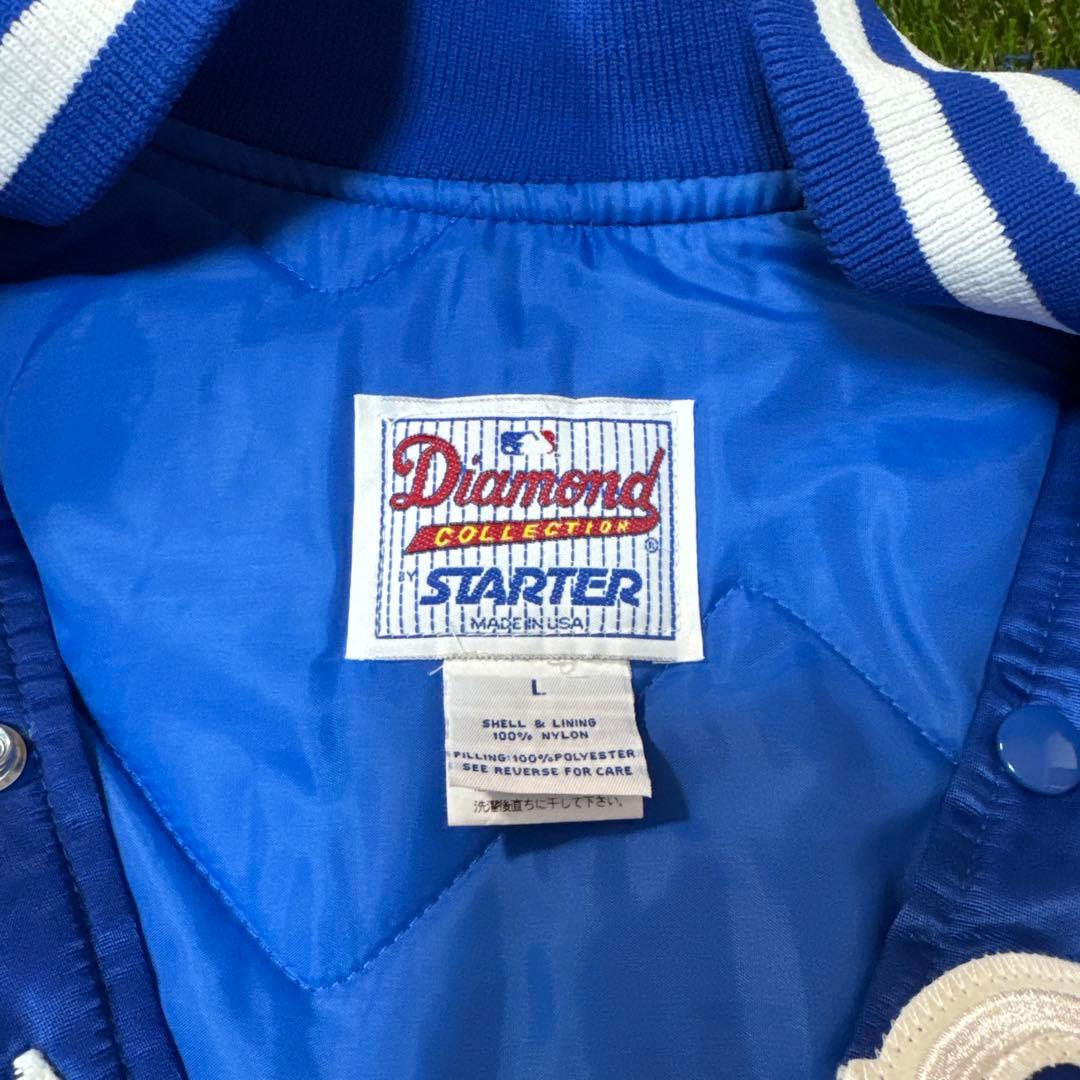 Diamond
COLLECTION
®
BY STARTER
MADE IN USA
L
SHELL & LINING
100% NYLON
FILLING: 100% POLYESTER
SEE REVERSE FOR CARE
洗濯後直ちに干して下さい。